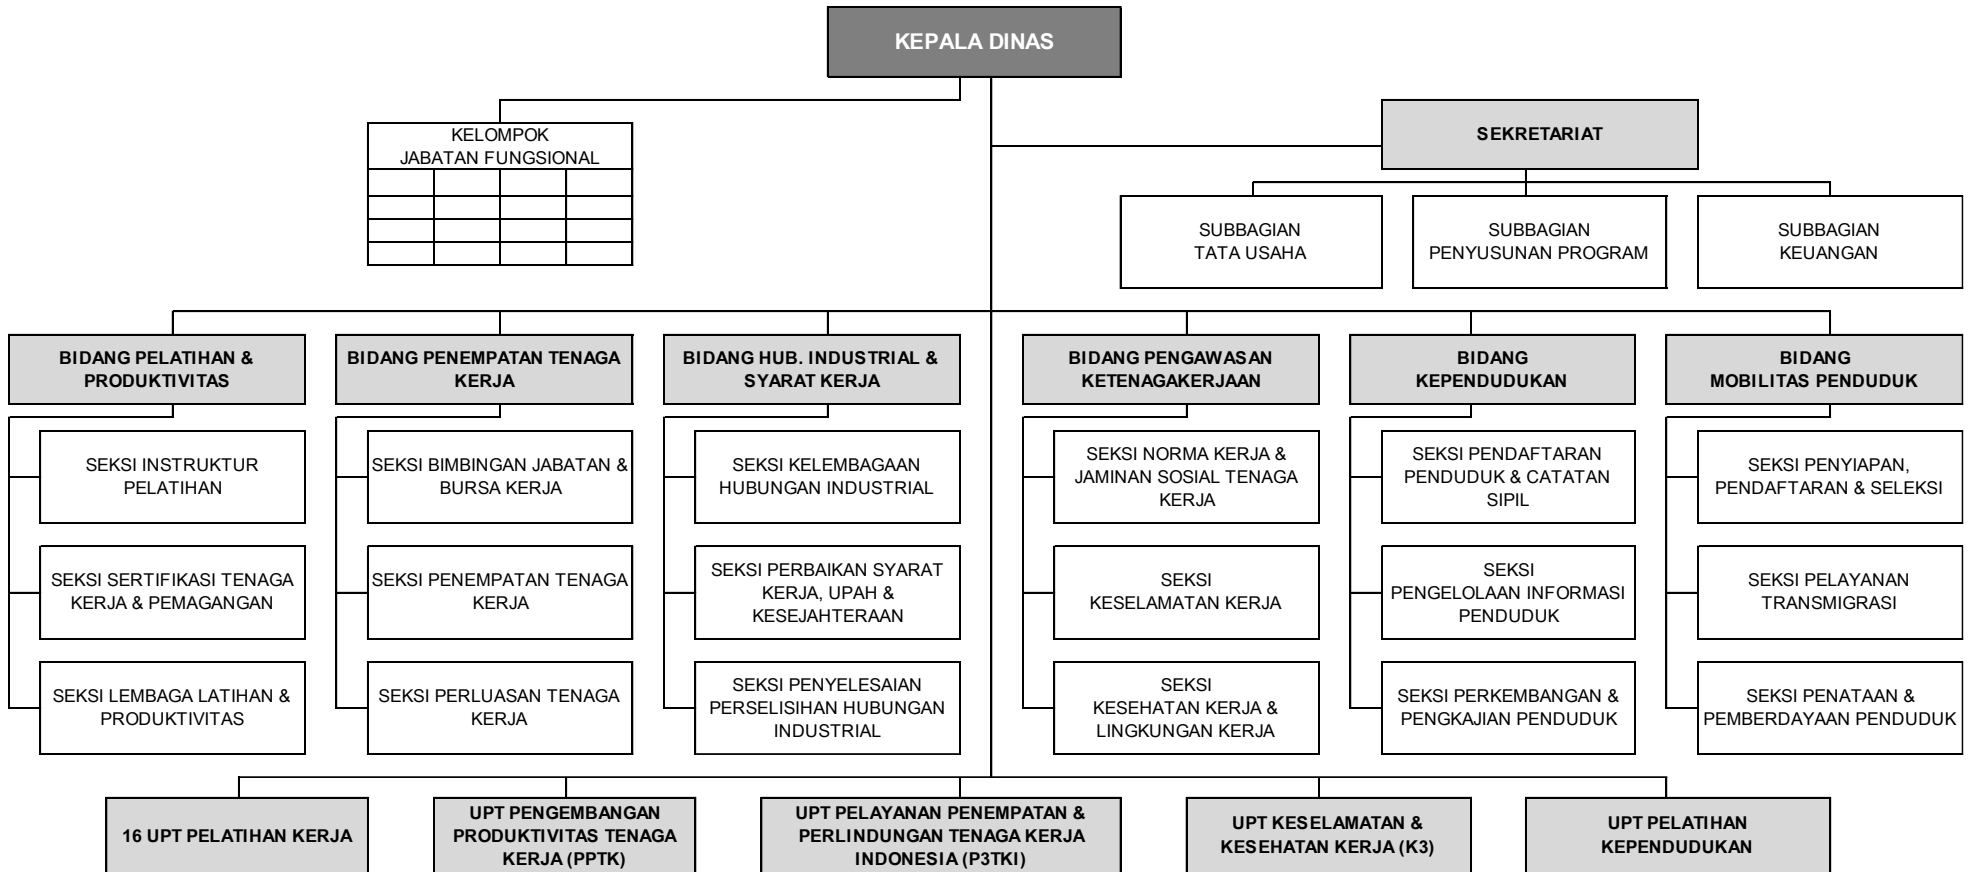 KEPALA DINAS
KELOMPOK
JABATAN FUNGSIONAL
SEKRETARIAT
SUBBAGIAN
TATA USAHA
SUBBAGIAN
PENYUSUNAN PROGRAM
SUBBAGIAN
KEUANGAN
BIDANG PELATIHAN &
PRODUKTIVITAS
BIDANG PENEMPATAN TENAGA
KERJA
BIDANG HUB. INDUSTRIAL &
SYARAT KERJA
BIDANG PENGAWASAN
KETENAGAKERJAAN
BIDANG
KEPENDUDUKAN
BIDANG
MOBILITAS PENDUDUK
SEKSI INSTRUKTUR
PELATIHAN
SEKSI BIMBINGAN JABATAN &
BURSA KERJA
SEKSI KELEMBAGAAN
HUBUNGAN INDUSTRIAL
SEKSI NORMA KERJA &
JAMINAN SOSIAL TENAGA
KERJA
SEKSI PENDAFTARAN
PENDUDUK & CATATAN
SIPIL
SEKSI PENYIAPAN,
PENDAFTARAN & SELEKSI
SEKSI SERTIFIKASI TENAGA
KERJA & PEMAGANGAN
SEKSI PENEMPATAN TENAGA
KERJA
SEKSI PERBAIKAN SYARAT
KERJA, UPAH &
KESEJAHTERAAN
SEKSI
KESELAMATAN KERJA
SEKSI
PENGELOLAAN INFORMASI
PENDUDUK
SEKSI PELAYANAN
TRANSMIGRASI
SEKSI LEMBAGA LATIHAN &
PRODUKTIVITAS
SEKSI PERLUASAN TENAGA
KERJA
SEKSI PENYELESAIAN
PERSELISIHAN HUBUNGAN
INDUSTRIAL
SEKSI
KESEHATAN KERJA &
LINGKUNGAN KERJA
SEKSI PERKEMBANGAN &
PENGKAJIAN PENDUDUK
SEKSI PENATAAN &
PEMBERDAYAAN PENDUDUK
16 UPT PELATIHAN KERJA
UPT PENGEMBANGAN
PRODUKTIVITAS TENAGA
KERJA (PPTK)
UPT PELAYANAN PENEMPATAN &
PERLINDUNGAN TENAGA KERJA
INDONESIA (P3TKI)
UPT KESELAMATAN &
KESEHATAN KERJA (K3)
UPT PELATIHAN
KEPENDUDUKAN